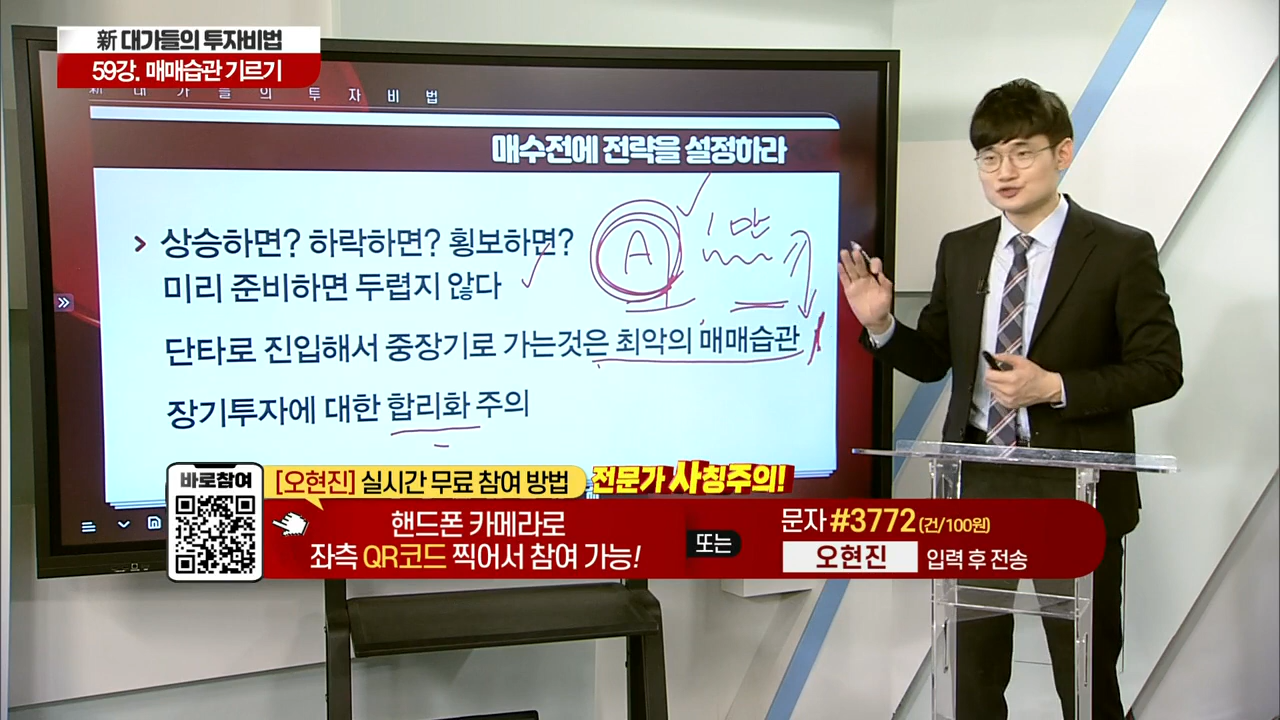 新 대가들의 투자비법
59강. 매매습관 기르기
新 대 가 들 의 투 자 비 법
매수전에 전략을 설정하라
상승하면? 하락하면? 횡보하면?
미리 준비하면 두렵지 않다
A
1만
단타로 진입해서 중장기로 가는것은 최악의 매매습관
장기투자에 대한 합리화 주의
바로참여
[오현진] 실시간 무료 참여 방법
전문가 사칭주의!
핸드폰 카메라로
좌측 QR코드 찍어서 참여 가능!
또는
문자 #3772 (건/100원)
오현진 입력 후 전송